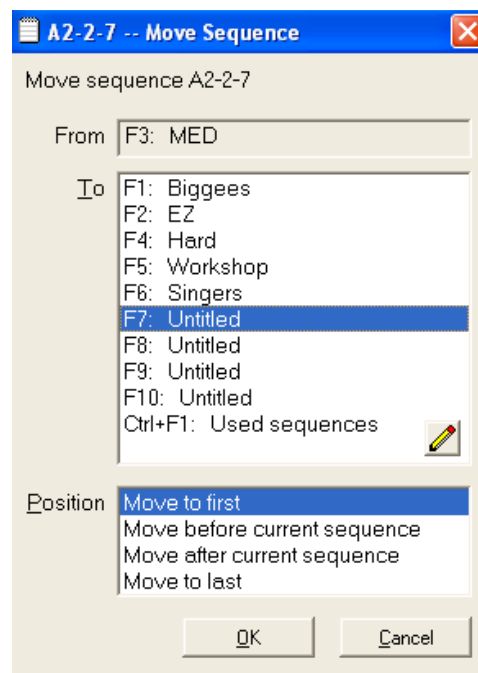 A2-2-7 -- Move Sequence
Move sequence A2-2-7
From F3: MED
To F1: Biggees
F2: EZ
F4: Hard
F5: Workshop
F6: Singers
F7: Untitled
F8: Untitled
F9: Untitled
F10: Untitled
Ctrl+F1: Used sequences
Position Move to first
Move before current sequence
Move after current sequence
Move to last
OK Cancel